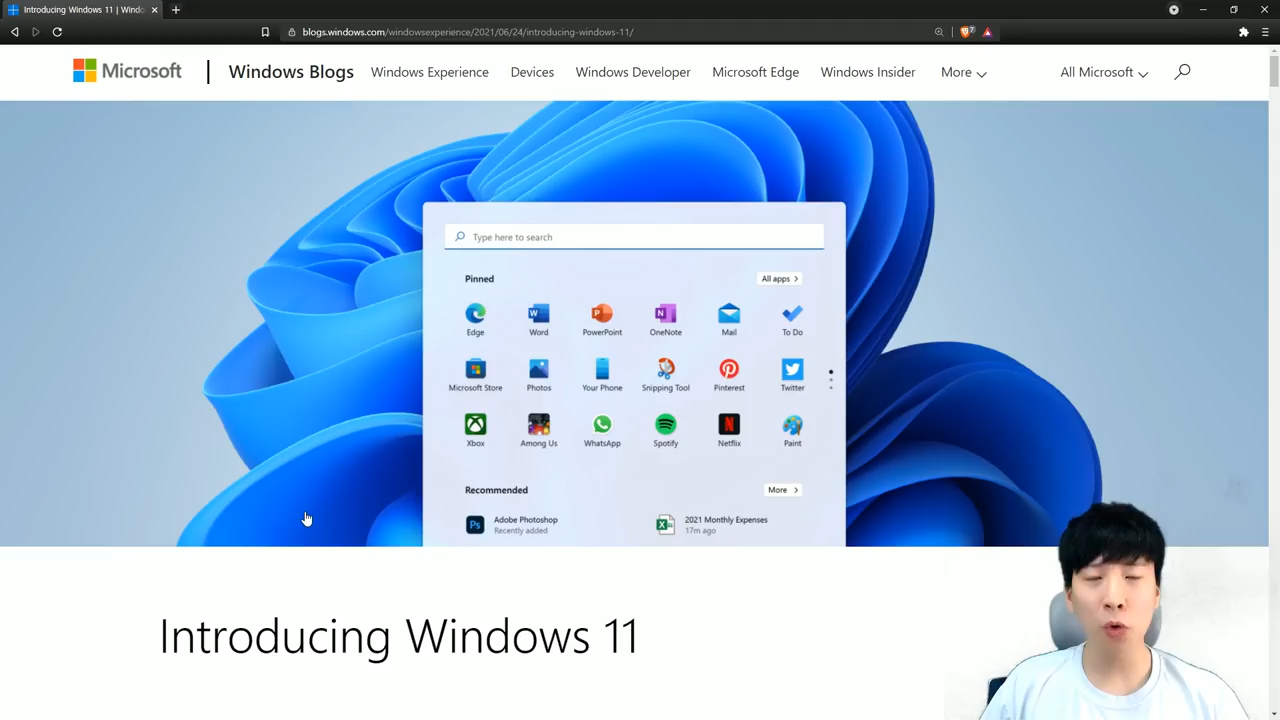 Introducing Windows 11 | Windo
blogs.windows.com/windowsexperience/2021/06/24/introducing-windows-11/
7
Microsoft
Windows Blogs
Windows Experience
Devices
Windows Developer
Microsoft Edge
Windows Insider
More
All Microsoft
Type here to search
Pinned
All apps
Edge
Word
PowerPoint
OneNote
Mail
To Do
Microsoft Store
Photos
Your Phone
Snipping Tool
Pinterest
Twitter
Xbox
Among Us
WhatsApp
Spotify
Netflix
Paint
Recommended
More
Ps
Adobe Photoshop
Recently added
2021 Monthly Expenses
17m ago
Introducing Windows 11